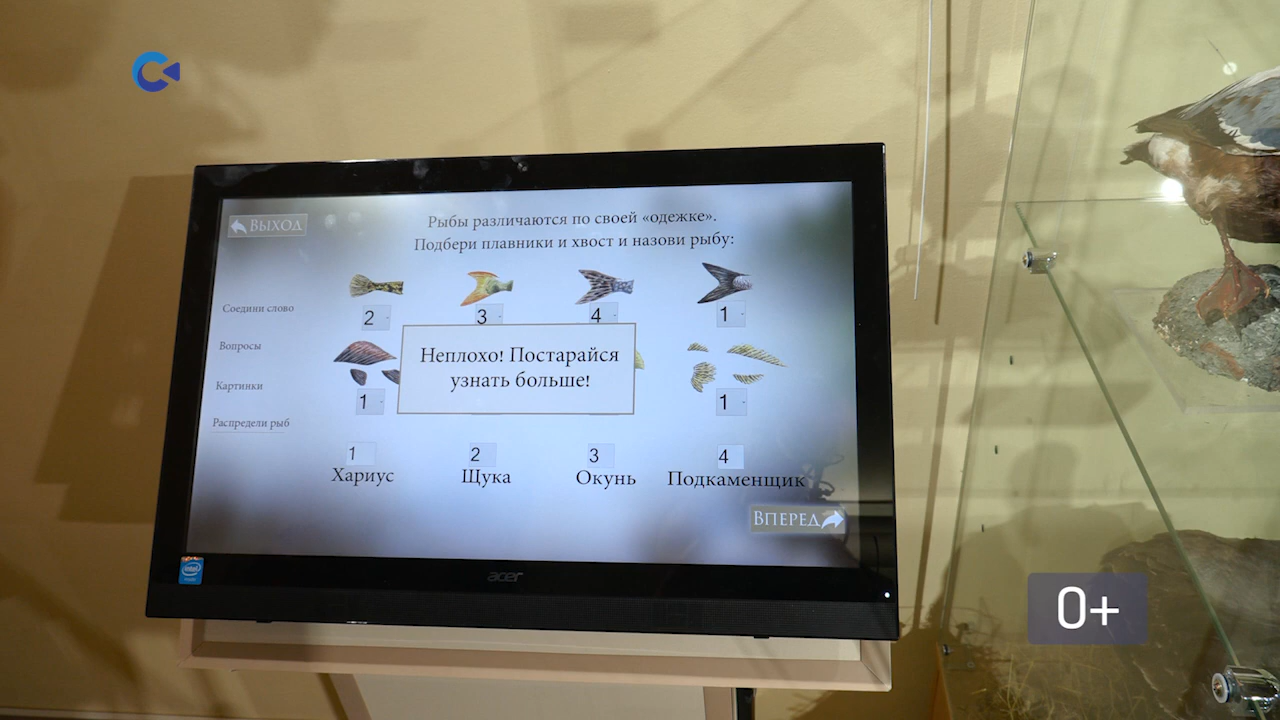 Рыбы различаются по своей «одежке».
Подбери плавники и хвост и назови рыбу:
Выход
Соедини слово
Вопросы
Картинки
Распредели рыб
2 3 4 1
Неплохо! Постарайся
узнать больше!
1 1
1 2 3 4
Хариус Щука Окунь Подкаменщик
Вперед
intel
acer
0+